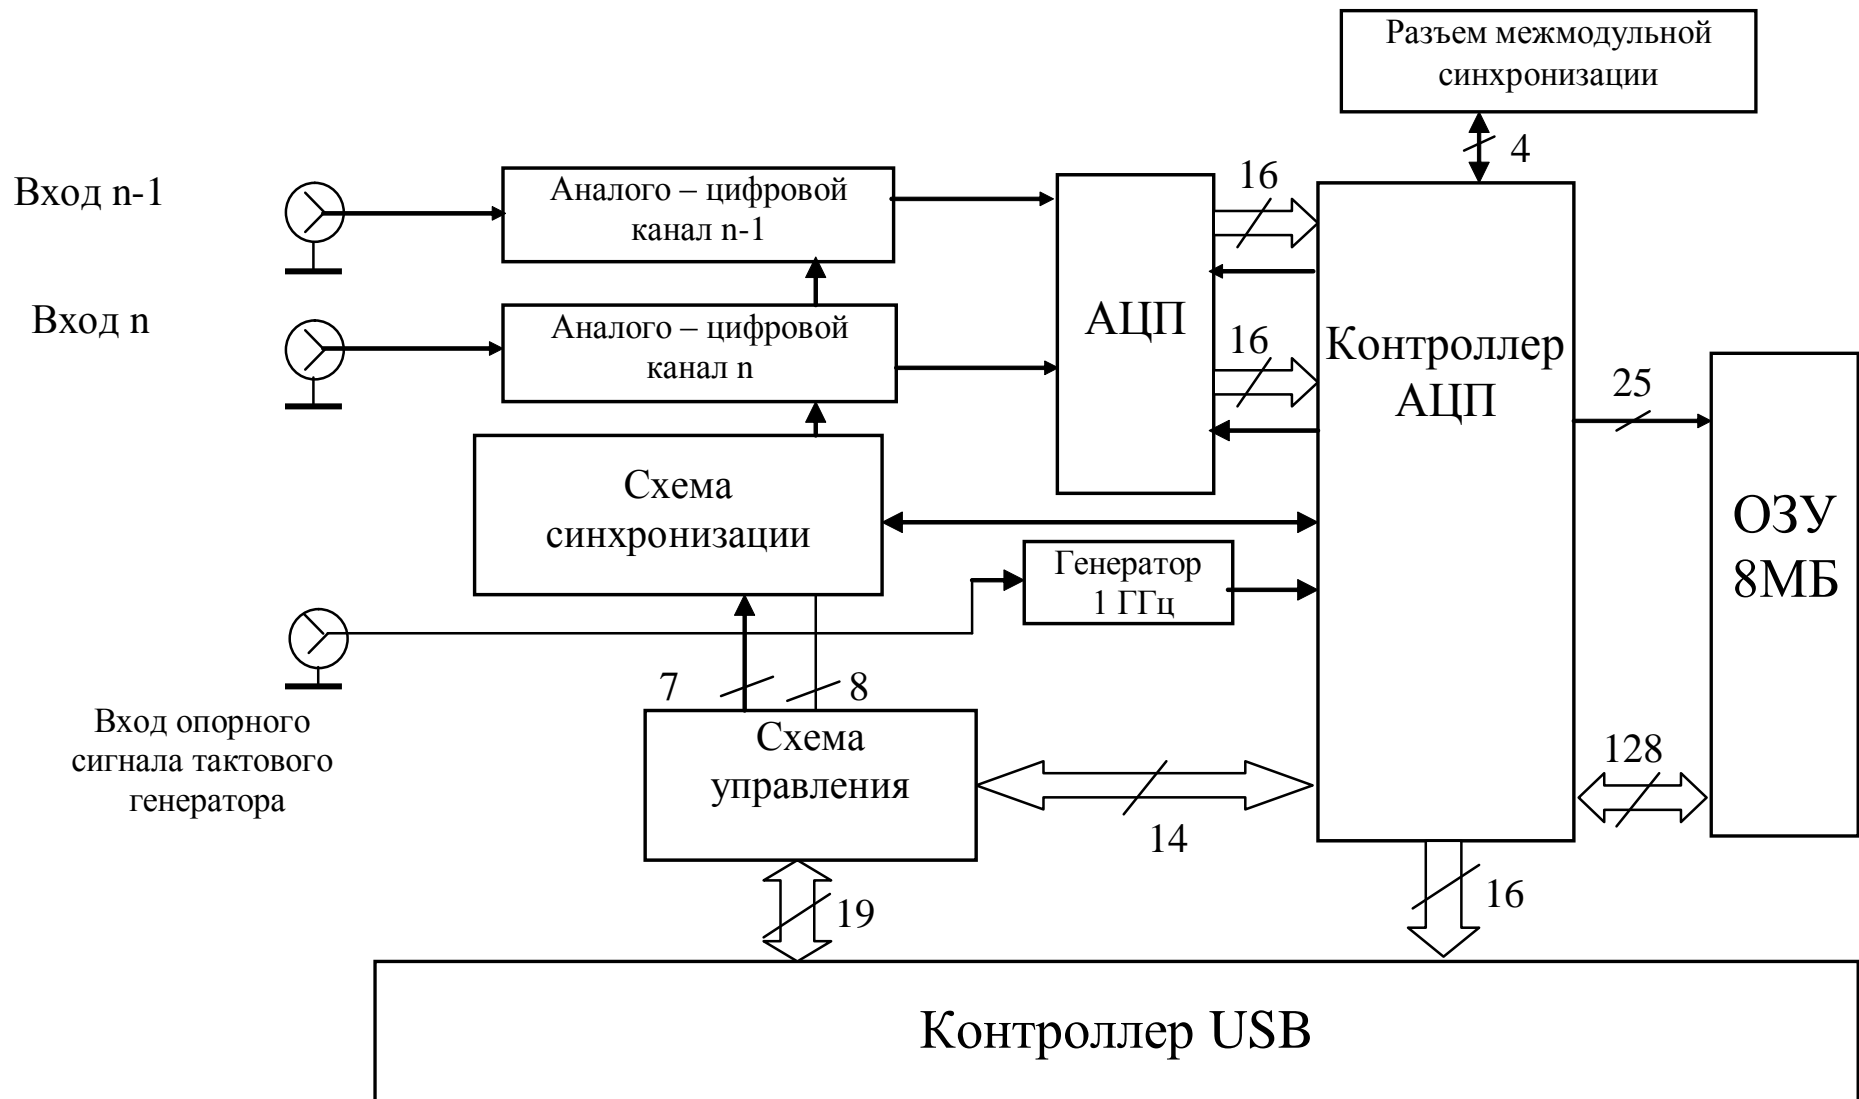 Разъем межмодульной
синхронизации
4
Вход n-1
Аналого – цифровой
канал n-1
16
Вход n
Аналого – цифровой
канал n
АЦП
16
Контроллер
АЦП
25
ОЗУ
8МБ
Схема
синхронизации
Генератор
1 ГГц
7
8
Вход опорного
сигнала тактового
генератора
Схема
управления
14
128
19
16
Контроллер USB